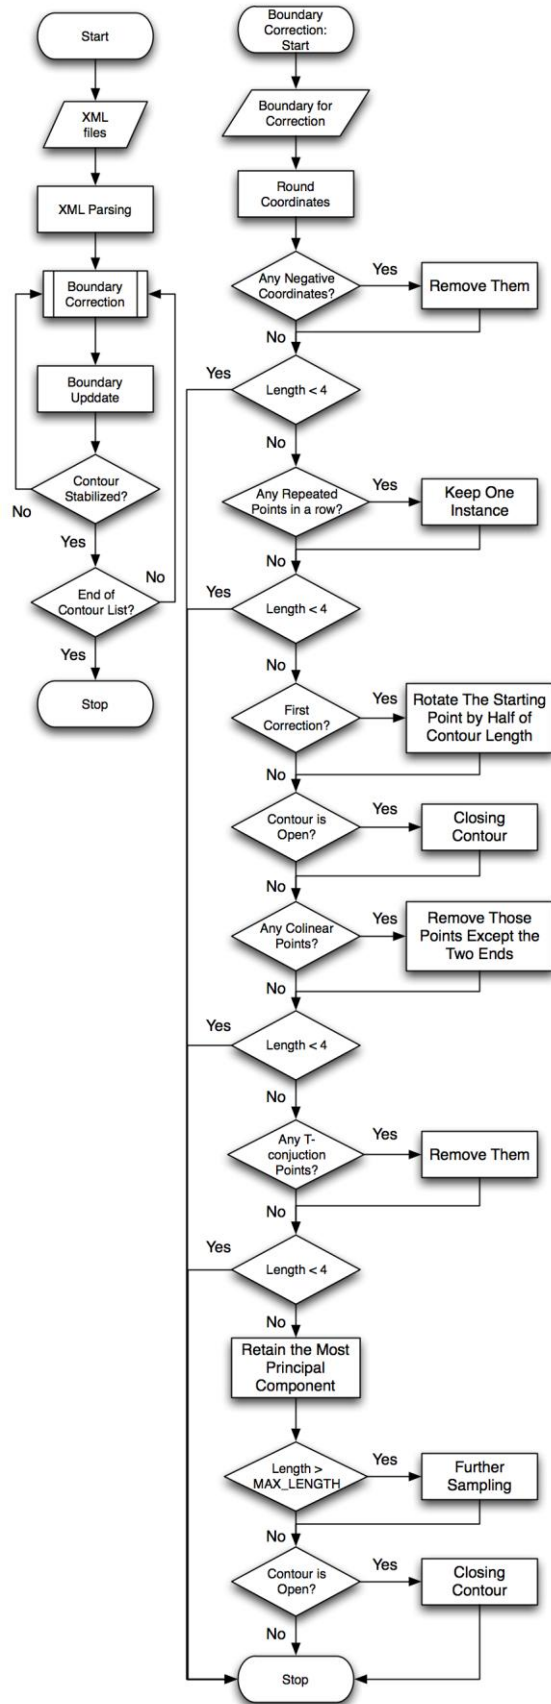 Start
XML
files
XML Parsing
Boundary
Correction
Boundary
Upddate
Contour
Stabilized?
No
Yes
No
End of
Contour List?
Yes
Stop
Boundary
Correction:
Start
Boundary for
Correction
Round
Coordinates
Any Negative
Coordinates?
Yes
Remove Them
No
Yes
Length < 4
No
Any Repeated
Points in a row?
Yes
Keep One
Instance
No
Yes
Length < 4
No
First
Correction?
Yes
Rotate The Starting
Point by Half of
Contour Length
No
Contour is
Open?
Yes
Closing
Contour
No
Any Colinear
Points?
Yes
Remove Those
Points Except the
Two Ends
No
Yes
Length < 4
No
Any T-
conjuction
Points?
Yes
Remove Them
No
Yes
Length < 4
No
Retain the Most
Principal
Component
Length >
MAX_LENGTH
Yes
Further
Sampling
No
Contour is
Open?
Yes
Closing
Contour
No
Stop